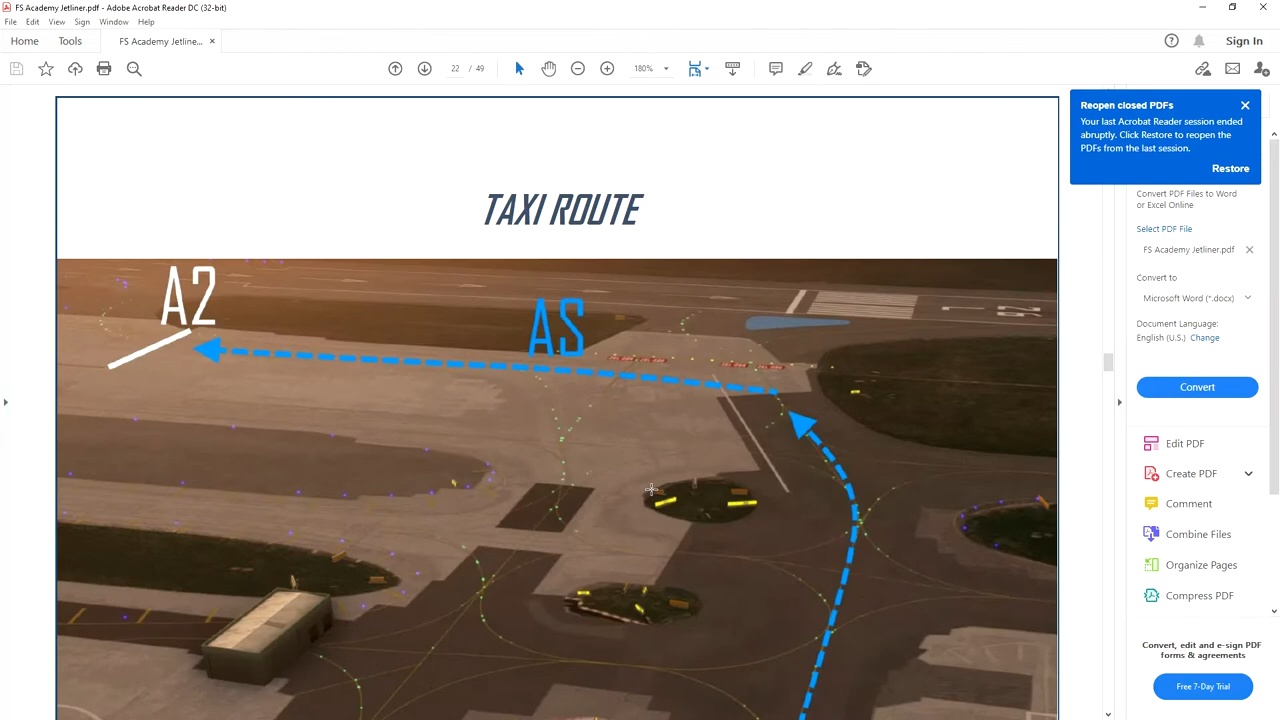 FS Academy Jetliner.pdf - Adobe Acrobat Reader DC (32-bit)
File Edit View Sign Window Help
Home Tools FS Academy Jetline... Sign In
22 / 49 180%
Reopen closed PDFs
Your last Acrobat Reader session ended
abruptly. Click Restore to reopen the
PDFs from the last session.
Restore
TAXI ROUTE
A2
AS
Convert PDF Files to Word
or Excel Online
Select PDF File
FS Academy Jetliner.pdf
Convert to
Microsoft Word (*.docx)
Document Language:
English (U.S.) Change
Convert
Edit PDF
Create PDF
Comment
Combine Files
Organize Pages
Compress PDF
Convert, edit and e-sign PDF
forms & agreements
Free 7-Day Trial